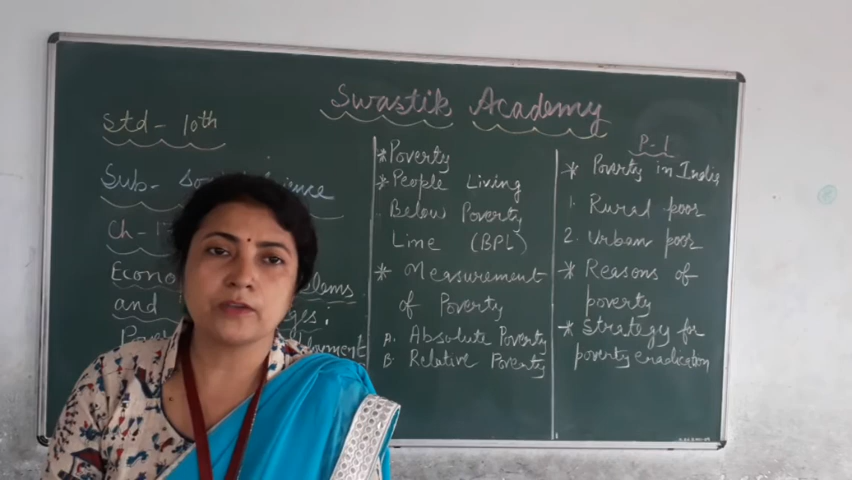 Swastik Academy
Std- 10th
Sub- Social Science
Ch-
Econo
and
* Poverty
* People Living
Below Poverty
Line (BPL)
* Measurement
of Poverty
A. Absolute Poverty
B. Relative Poverty
P-1
* Poverty in India
1. Rural poor
2. Urban poor
* Reasons of
poverty
* Strategy for
poverty eradication